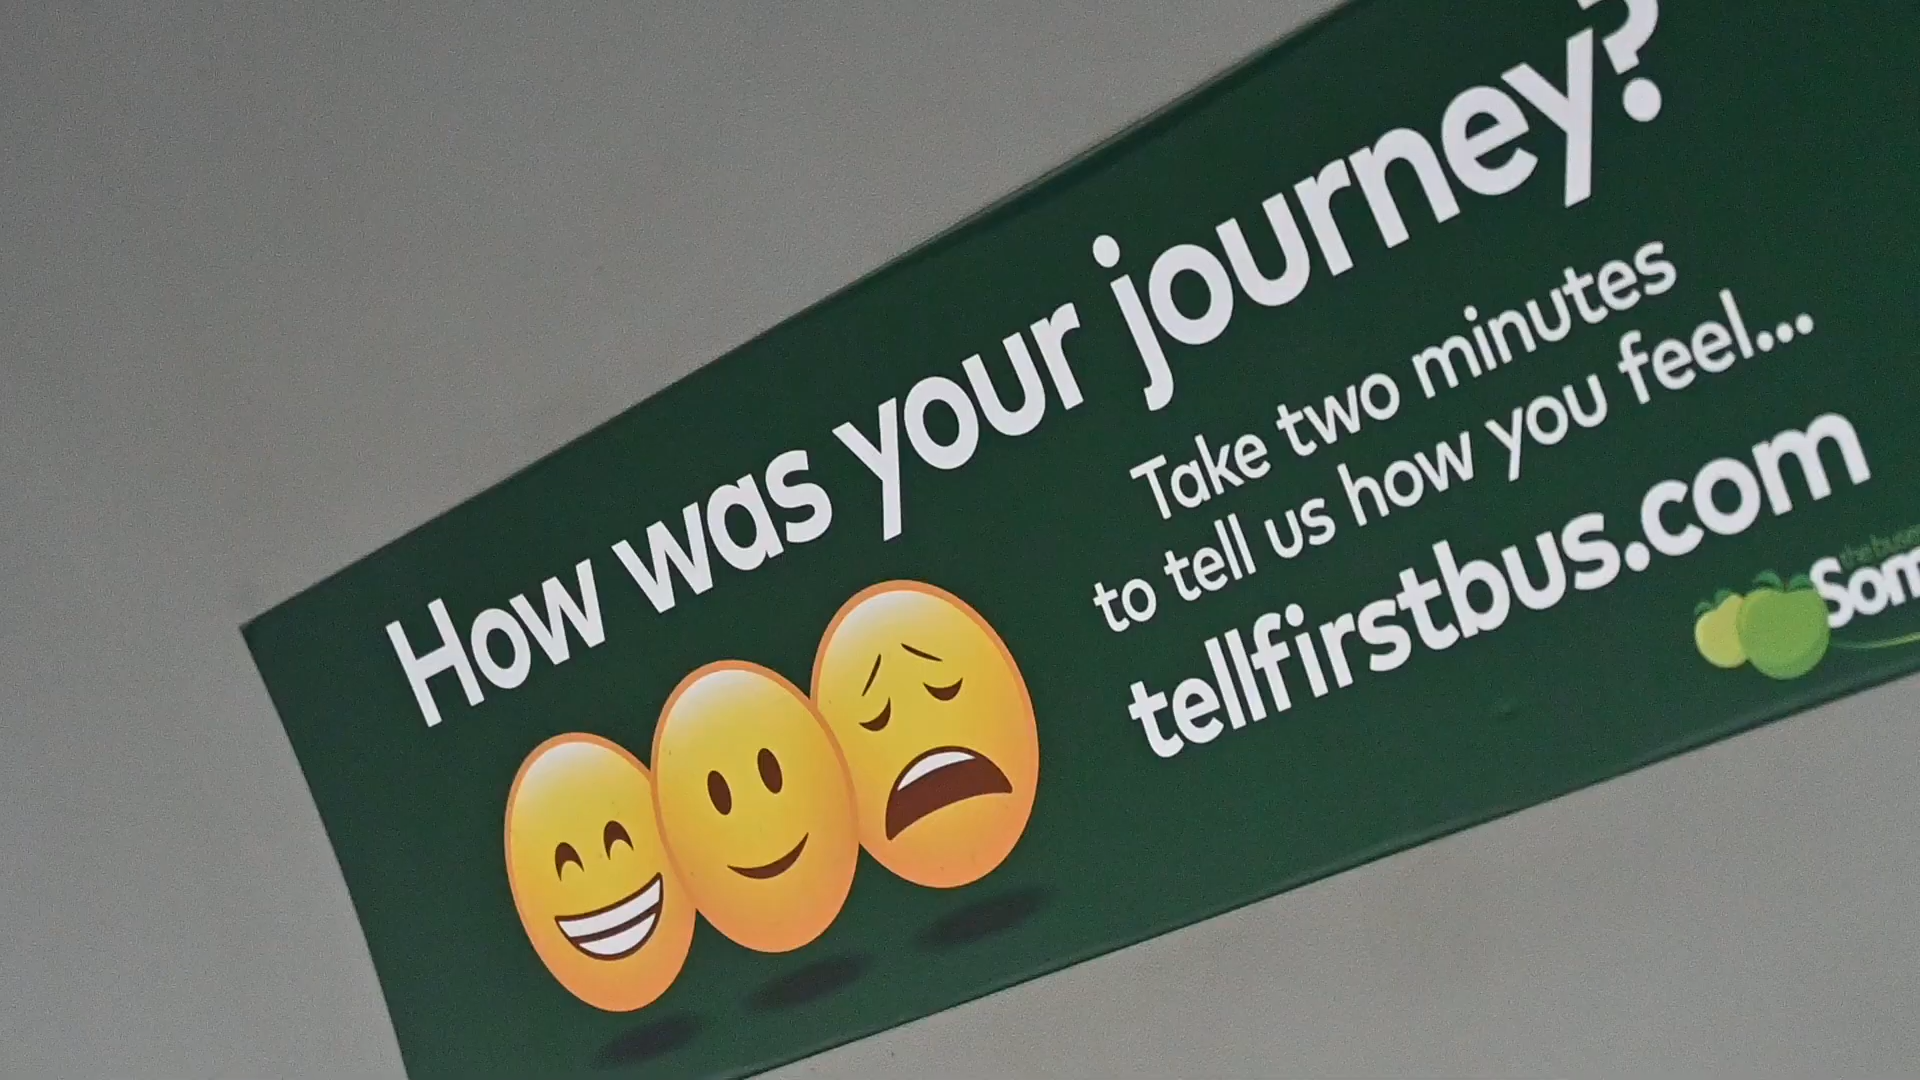 How was your journey?
Take two minutes
to tell us how you feel...
tellfirstbus.com